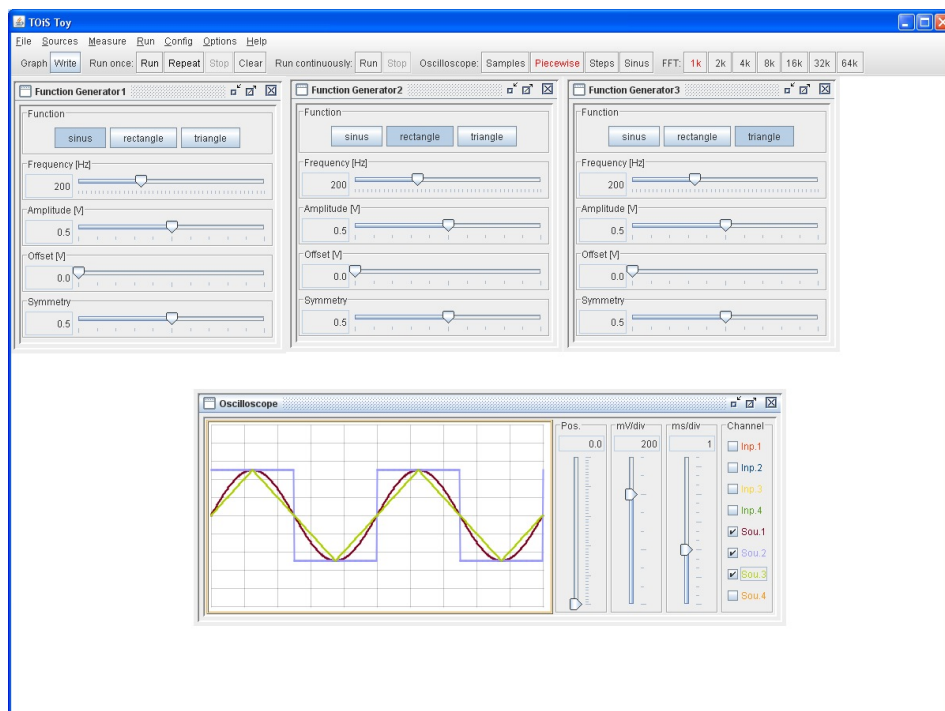 TOiS Toy
File Sources Measure Run Config Options Help
Graph Write Run once: Run Repeat Stop Clear Run continuously: Run Stop Oscilloscope: Samples Piecewise Steps Sinus FFT: 1k 2k 4k 8k 16k 32k 64k
Function Generator1
Function
sinus rectangle triangle
Frequency [Hz]
200
Amplitude [V]
0.5
Offset [V]
0.0
Symmetry
0.5
Function Generator2
Function
sinus rectangle triangle
Frequency [Hz]
200
Amplitude [V]
0.5
Offset [V]
0.0
Symmetry
0.5
Function Generator3
Function
sinus rectangle triangle
Frequency [Hz]
200
Amplitude [V]
0.5
Offset [V]
0.0
Symmetry
0.5
Oscilloscope
Pos. mV/div ms/div Channel
0.0 200 1
Inp.1
Inp.2
Inp.3
Inp.4
Sou.1
Sou.2
Sou.3
Sou.4